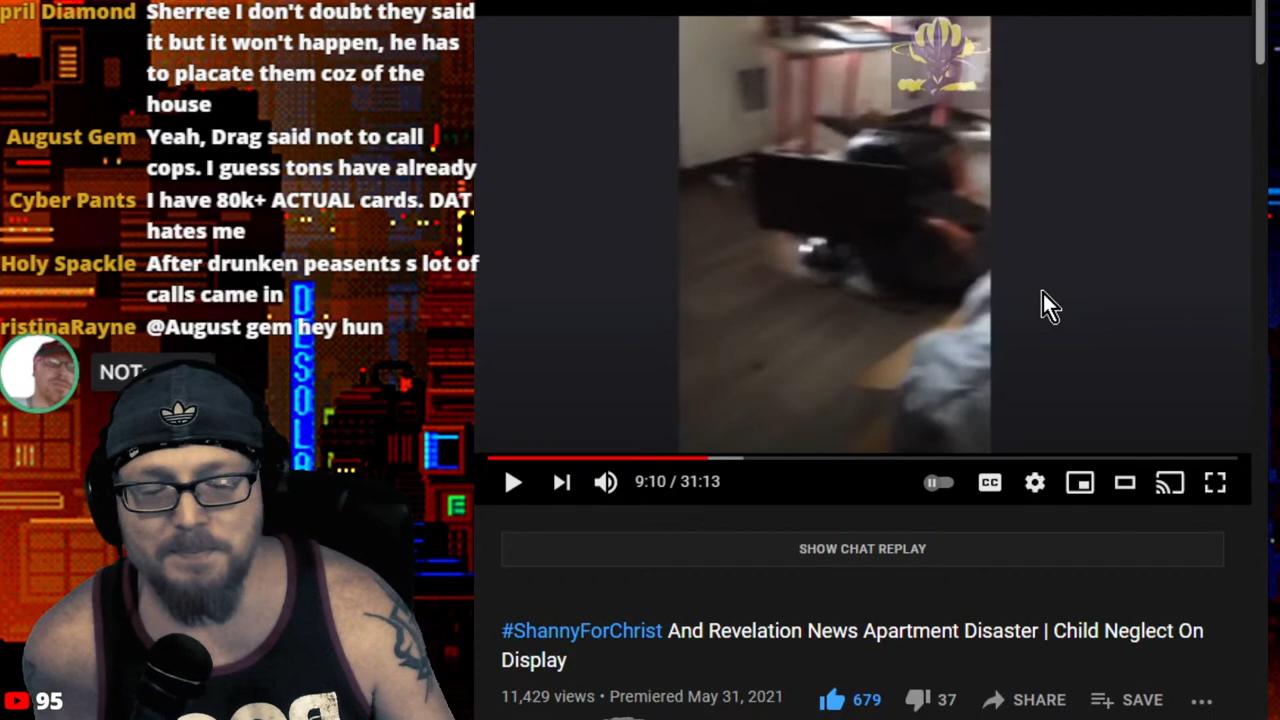 pril Diamond Sherree I don't doubt they said
it but it won't happen, he has
to placate them coz of the
house
August Gem Yeah, Drag said not to call
cops. I guess tons have already
Cyber Pants I have 80k+ ACTUAL cards. DAT
hates me
Holy Spackle After drunken peasents s lot of
calls came in
ristinaRayne @August gem hey hun
NOT
DESOLA
95
9:10 / 31:13
CC
SHOW CHAT REPLAY
#ShannyForChrist And Revelation News Apartment Disaster | Child Neglect On
Display
11,429 views • Premiered May 31, 2021
679
37
SHARE
SAVE